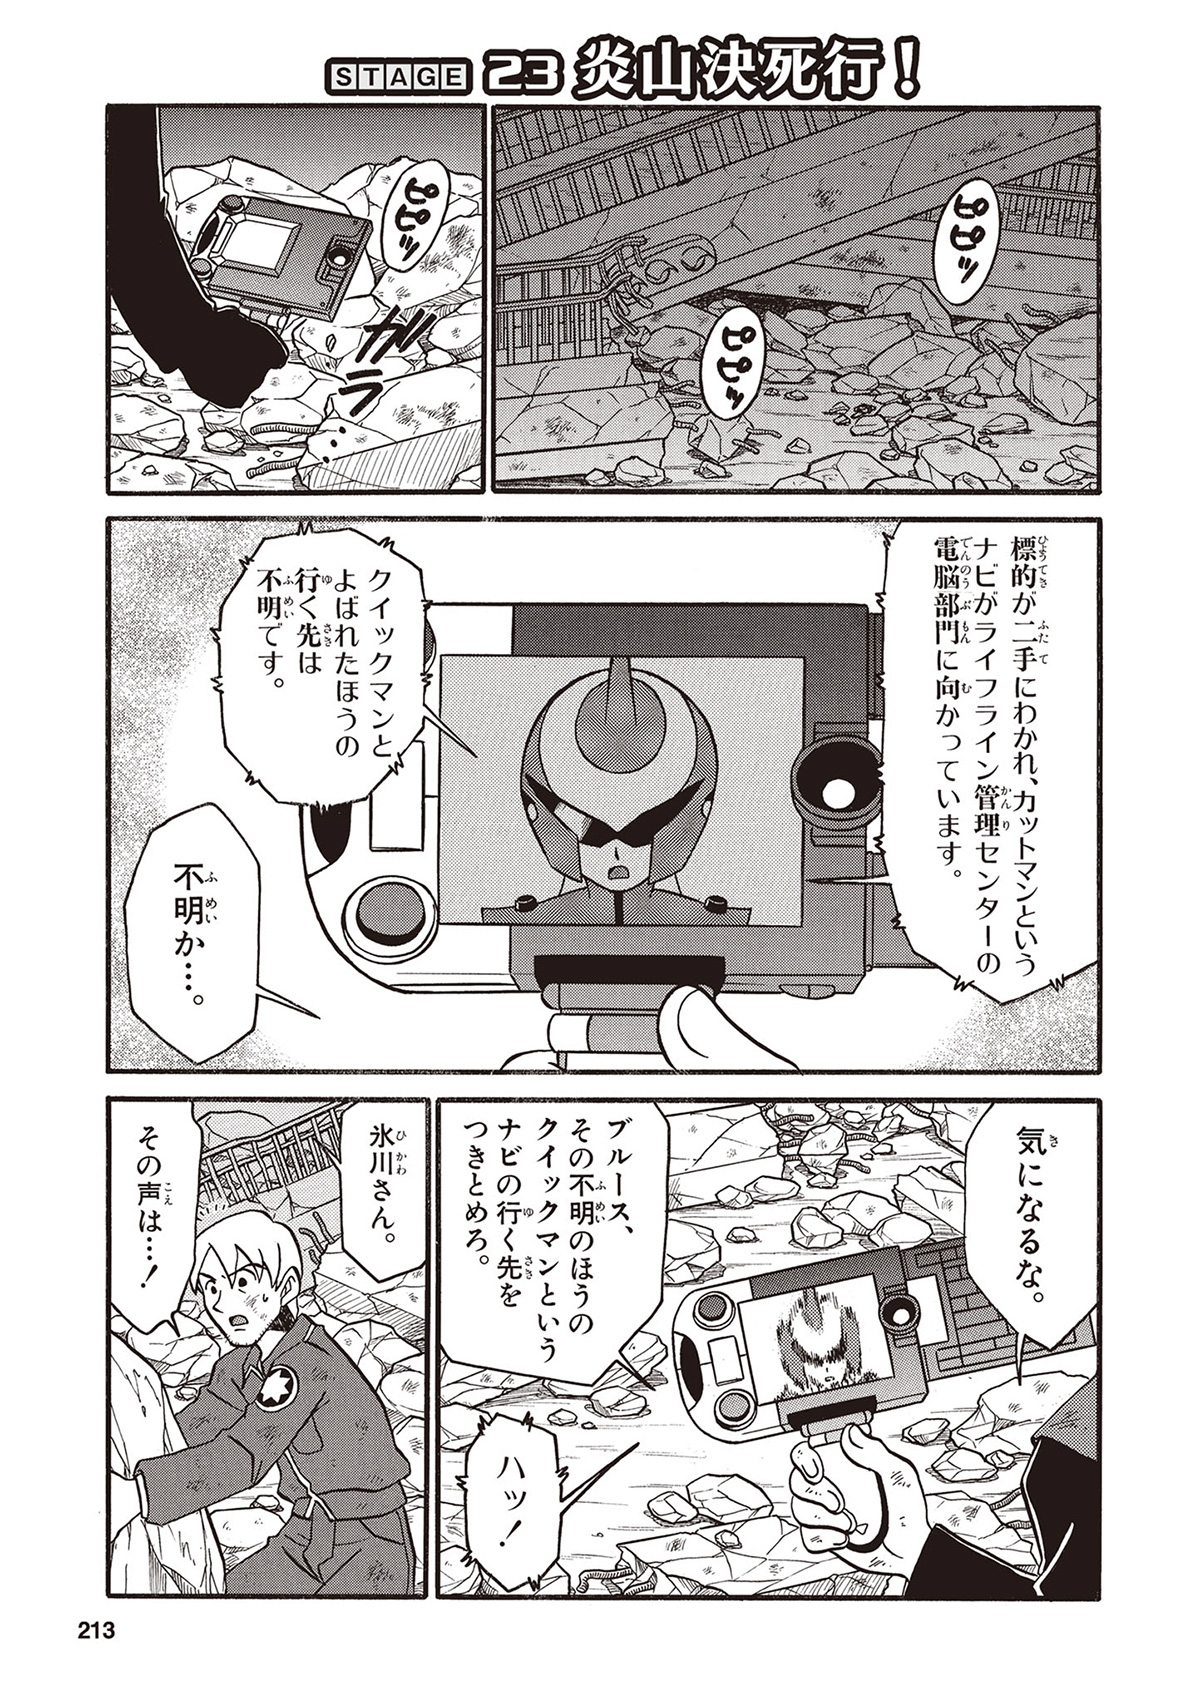 STAGE 23 炎山決死行！
ピピピッ
ピピッ
ピピピッ
ガラ…
標的が二手にわかれ、カットマンという
ナビがライフライン管理センターの
電脳部門に向かっています。
クイックマンと
よばれたほうの
行く先は
不明です。
不明か…。
気になるな。
ブルース、
その不明のほうの
クイックマンという
ナビの行く先を
つきとめろ。
ハッ！
氷川さん。
その声は…！
213